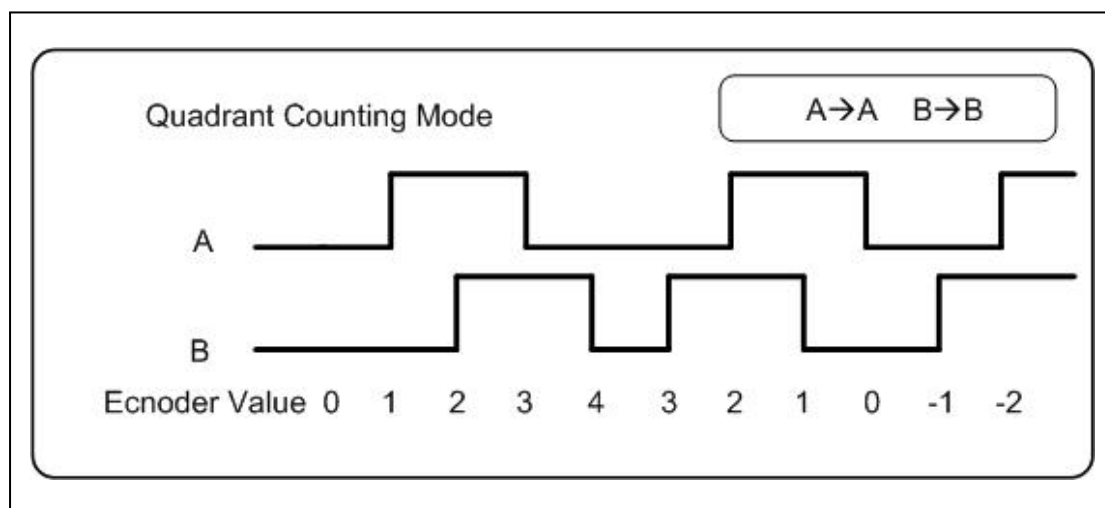 Quadrant Counting Mode
A→A B→B
A
B
Ecnoder Value 0 1 2 3 4 3 2 1 0 -1 -2